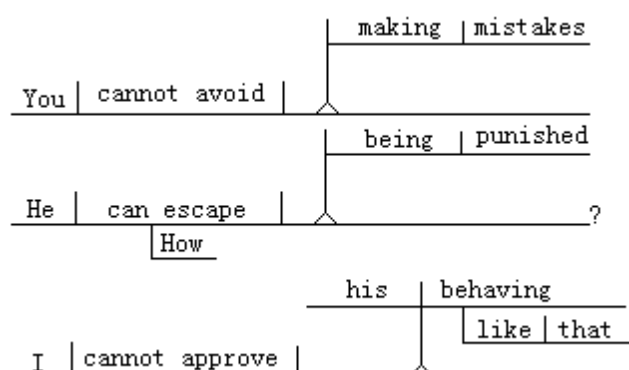 making mistakes
You cannot avoid
being punished
He can escape ?
How
his behaving
like that
I cannot approve